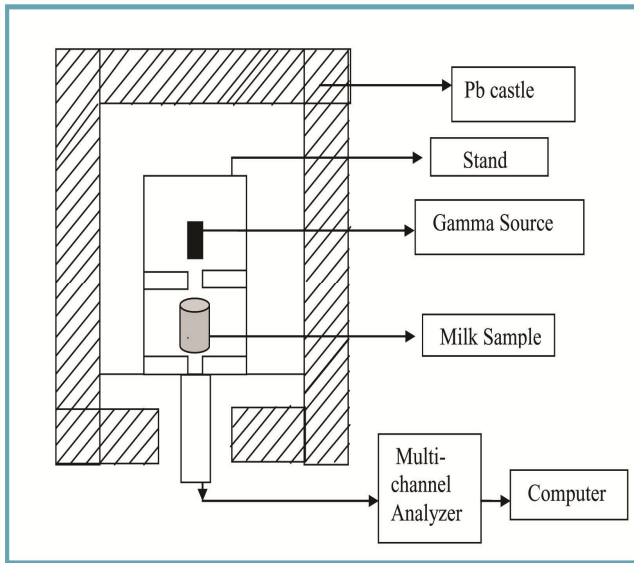 Pb castle
Stand
Gamma Source
Milk Sample
Multi-
channel
Analyzer
Computer